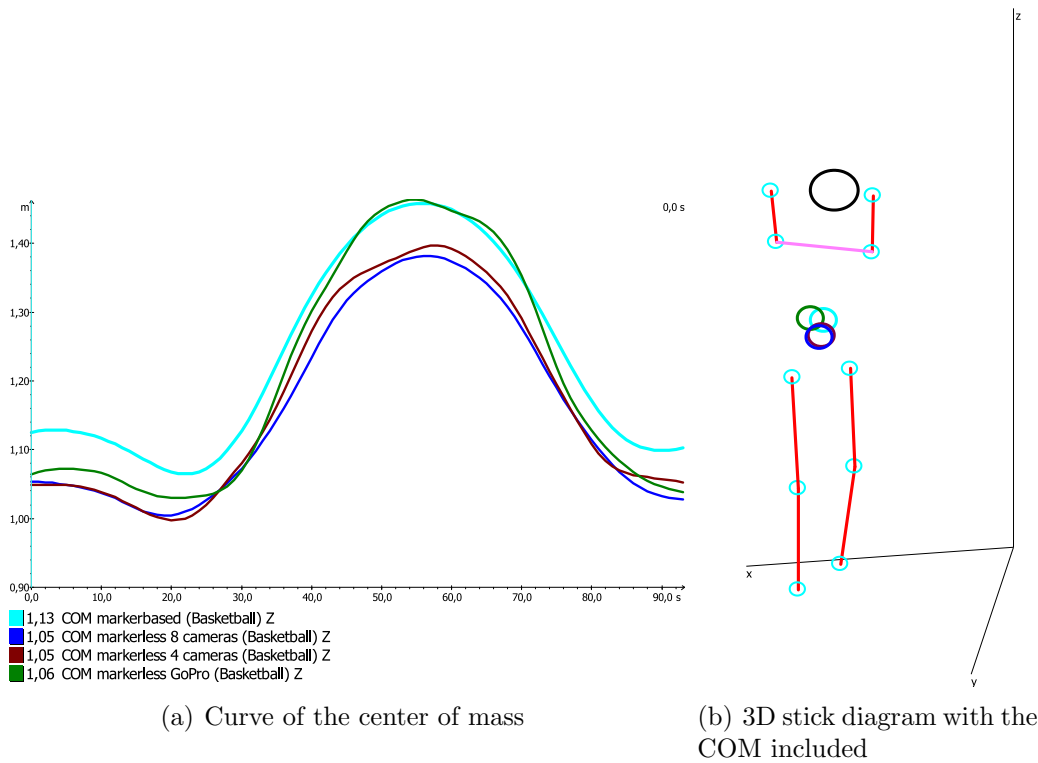 z
m
0,0 s
1,40
1,30
1,20
1,10
1,00
0,90
0,0 10,0 20,0 30,0 40,0 50,0 60,0 70,0 80,0 90,0 s
x
y
1,13 COM markerbased (Basketball) Z
1,05 COM markerless 8 cameras (Basketball) Z
1,05 COM markerless 4 cameras (Basketball) Z
1,06 COM markerless GoPro (Basketball) Z
(a) Curve of the center of mass
(b) 3D stick diagram with the
COM included